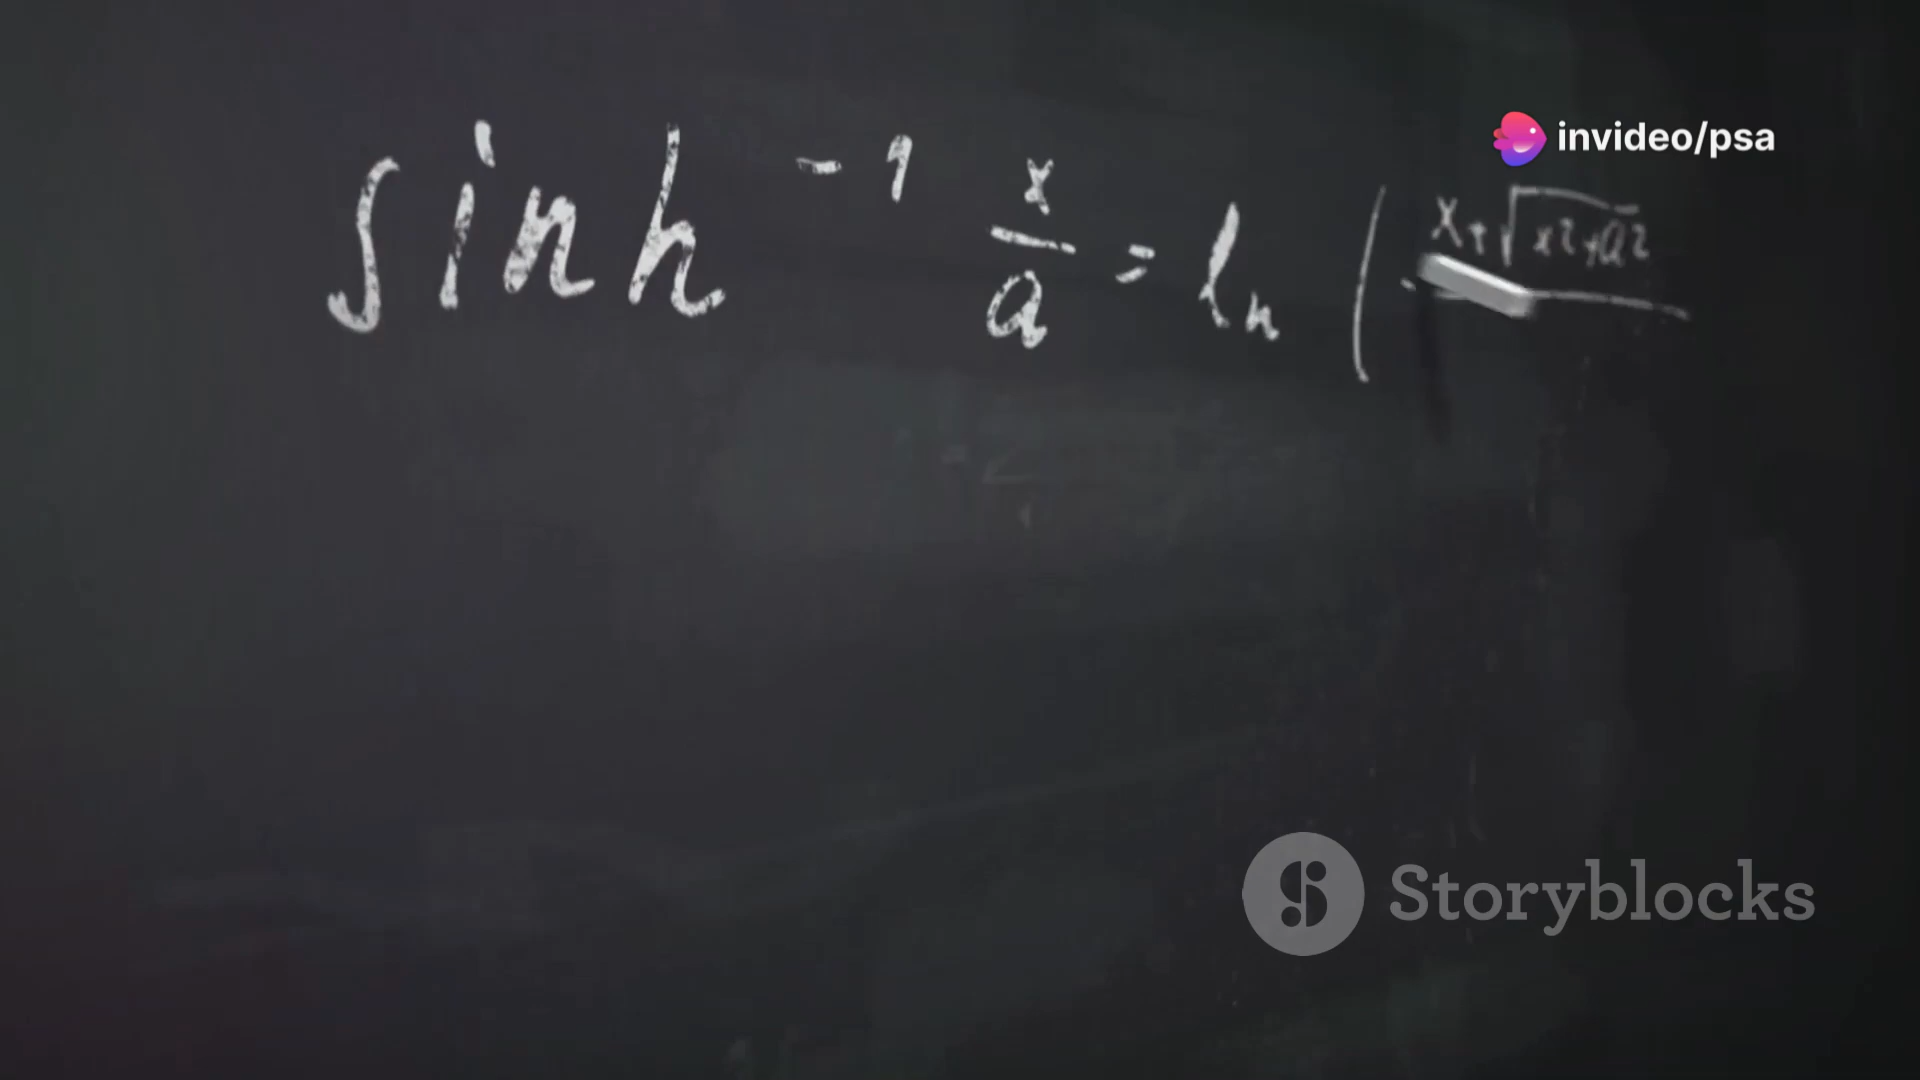 invideo/psa
sinh⁻¹ x/a = ln ( x+√x²+a²
Storyblocks